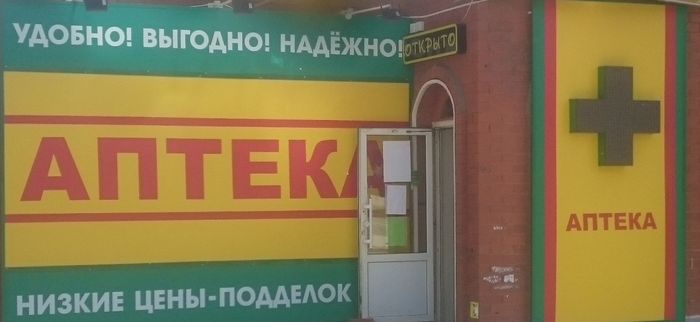 УДОБНО! ВЫГОДНО! НАДЁЖНО!
ОТКРЫТО
АПТЕКА
НИЗКИЕ ЦЕНЫ-ПОДДЕЛОК
АПТЕКА